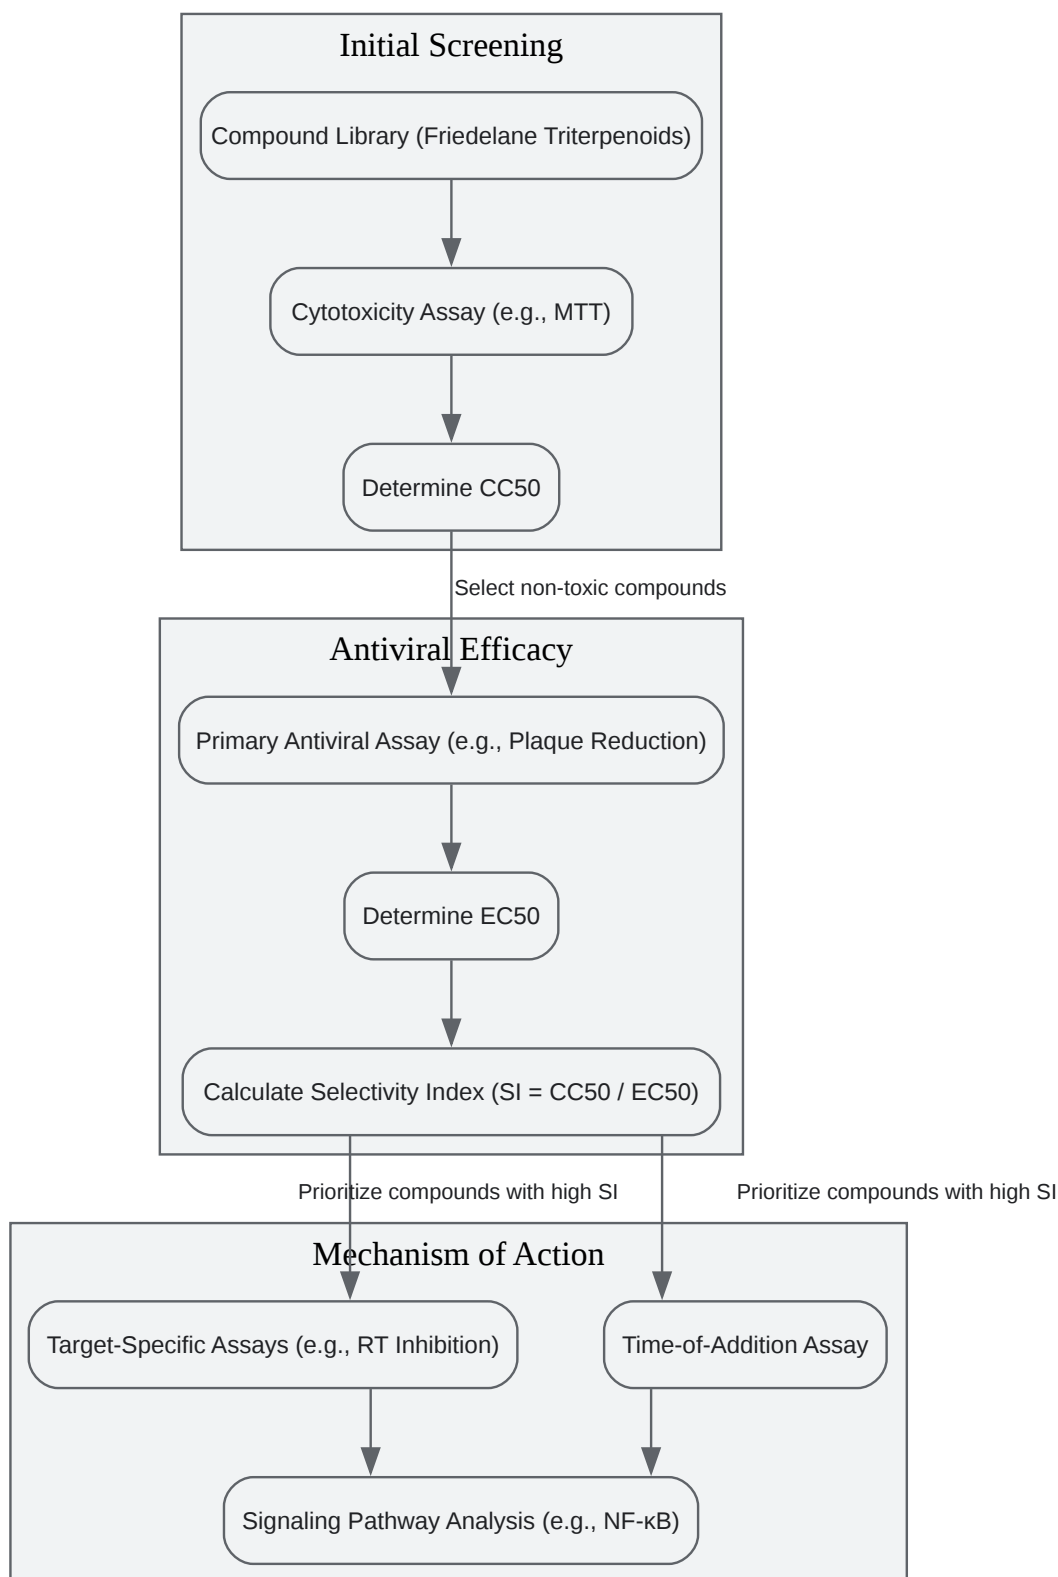 Initial Screening
Compound Library (Friedelane Triterpenoids)
Cytotoxicity Assay (e.g., MTT)
Determine CC50
Select non-toxic compounds
Antiviral Efficacy
Primary Antiviral Assay (e.g., Plaque Reduction)
Determine EC50
Calculate Selectivity Index (SI = CC50 / EC50)
Prioritize compounds with high SI
Prioritize compounds with high SI
Mechanism of Action
Target-Specific Assays (e.g., RT Inhibition)
Time-of-Addition Assay
Signaling Pathway Analysis (e.g., NF-κB)